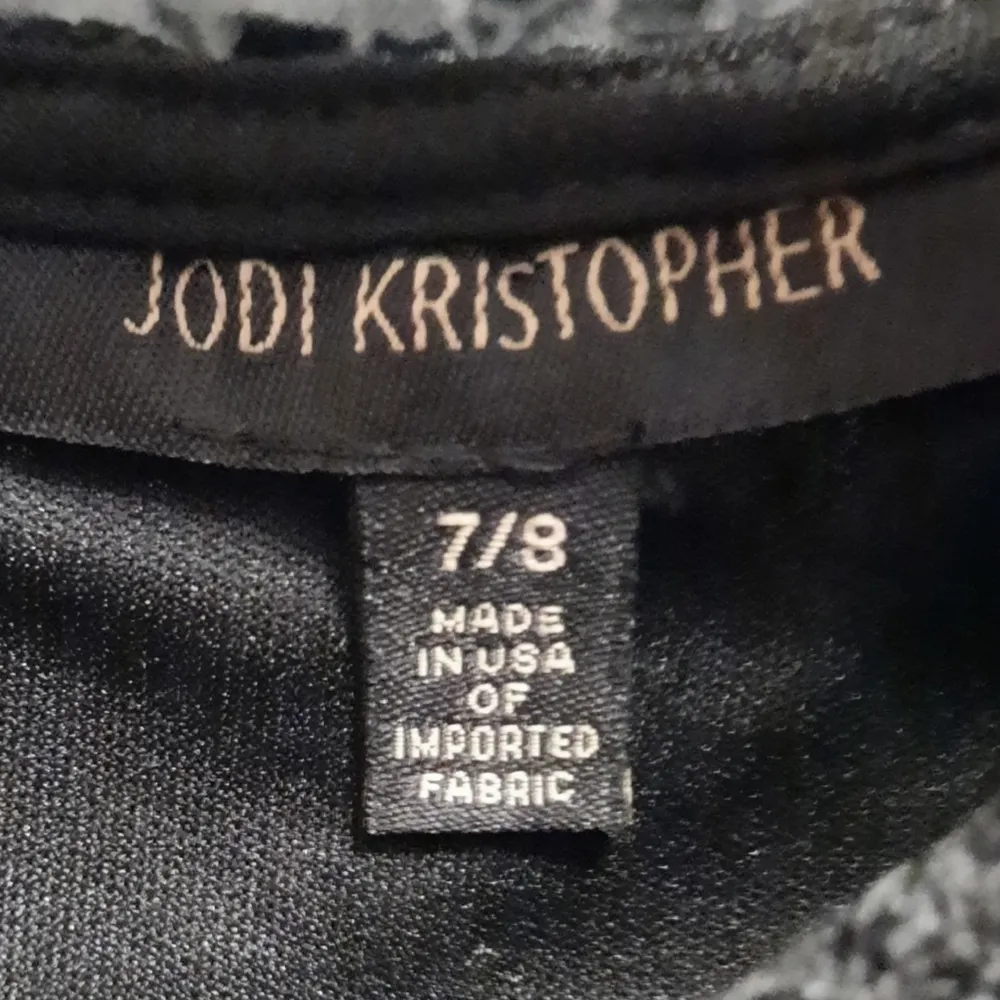 JODI KRISTOPHER
7/8
MADE
IN USA
OF
IMPORTED
FABRIC